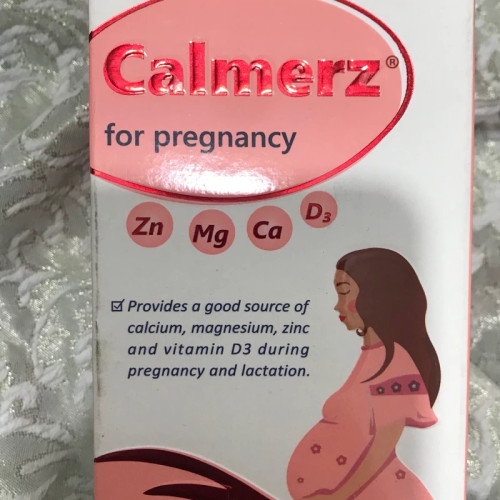 Calmerz®
for pregnancy
Zn Mg Ca D₃
Provides a good source of
calcium, magnesium, zinc
and vitamin D3 during
pregnancy and lactation.